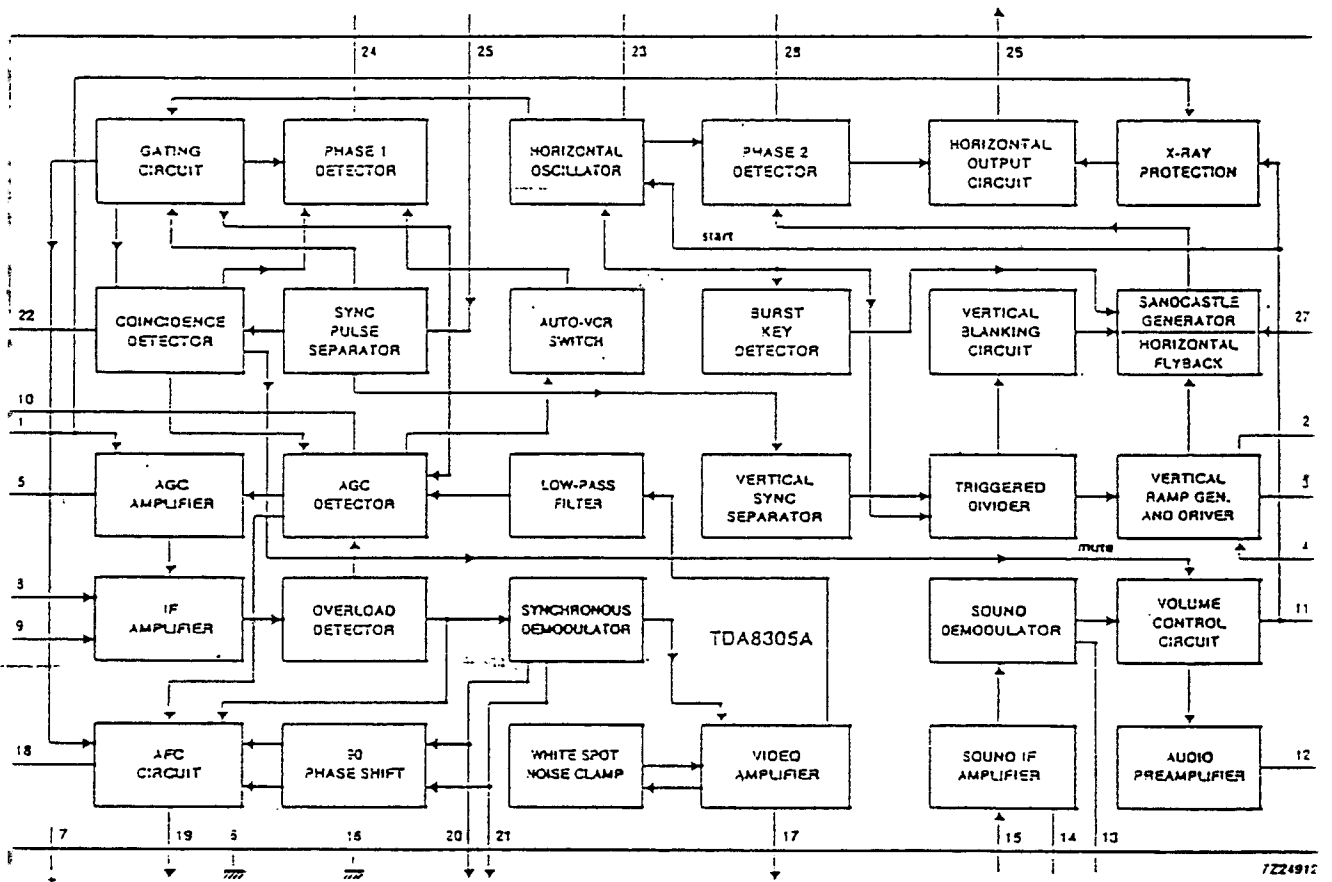 24 25 23 28 26
GATING
CIRCUIT
PHASE 1
DETECTOR
HORIZONTAL
OSCILLATOR
PHASE 2
DETECTOR
HORIZONTAL
OUTPUT
CIRCUIT
X-RAY
PROTECTION
start
22
COINCIDENCE
DETECTOR
SYNC
PULSE
SEPARATOR
AUTO-VCR
SWITCH
BURST
KEY
DETECTOR
VERTICAL
BLANKING
CIRCUIT
SANDCASTLE
GENERATOR
HORIZONTAL
FLYBACK
27
10
1
2
5
AGC
AMPLIFIER
AGC
DETECTOR
LOW-PASS
FILTER
VERTICAL
SYNC
SEPARATOR
TRIGGERED
DIVIDER
VERTICAL
RAMP GEN.
AND DRIVER
3
mute
4
8
9
IF
AMPLIFIER
OVERLOAD
DETECTOR
SYNCHRONOUS
DEMODULATOR
TDA8305A
SOUND
DEMODULATOR
VOLUME
CONTROL
CIRCUIT
11
18
AFC
CIRCUIT
90
PHASE SHIFT
WHITE SPOT
NOISE CLAMP
VIDEO
AMPLIFIER
SOUND IF
AMPLIFIER
AUDIO
PREAMPLIFIER
12
7 19 6 16 20 21 17 15 14 13
7Z24912